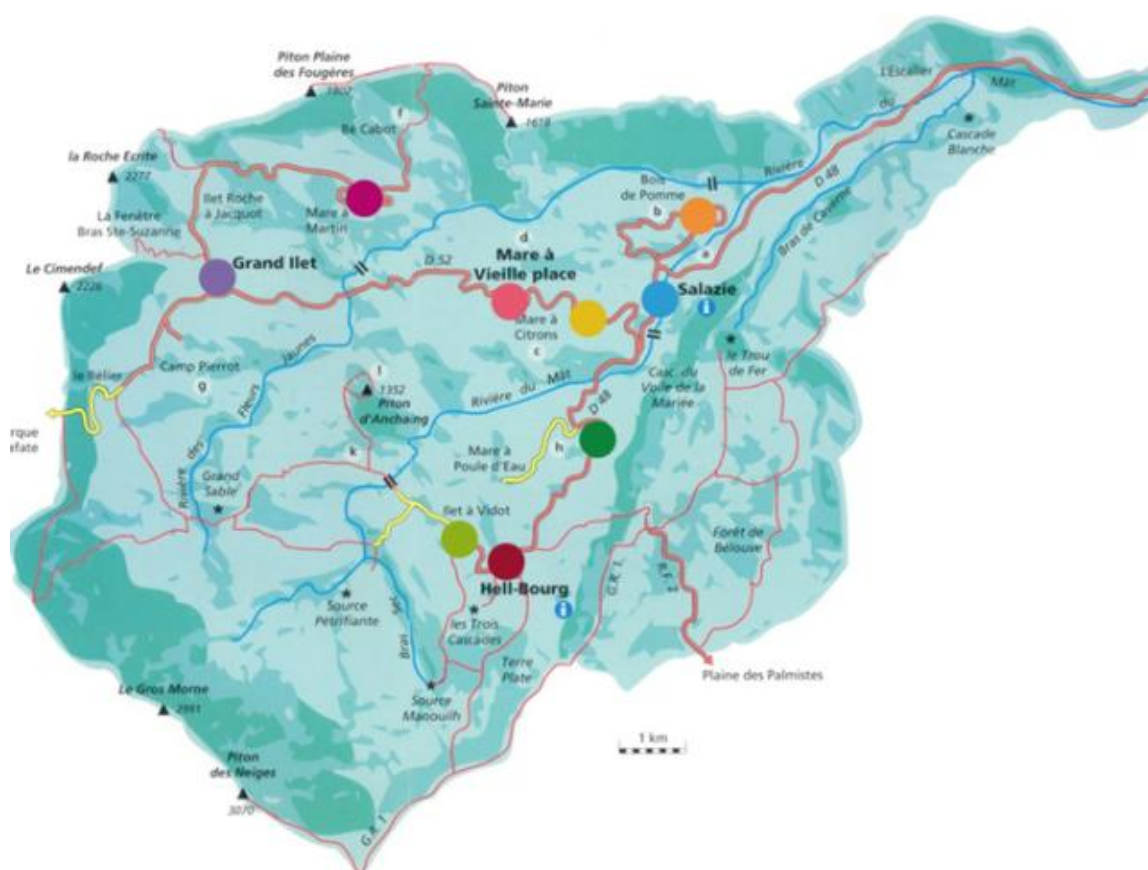 Piton Plaine
des Fougères
1802
Piton
Sainte-Marie
1618
f
Bé Cabot
L'Escalier
du
Mât
Rivière
Cascade
Blanche
D 48
Bras de Caverne
la Roche Ecrite
2277
Ilet Roche
à Jacquot
Mare à
Martin
Bois
de Pomme
b
a
d
La Fenêtre
Bras Ste-Suzanne
Le Cimendef
2226
Grand Ilet
D 52
Mare à
Vieille place
Mare à
Citrons
c
Salazie
i
le Trou
de Fer
Casc. du
Voile de la
Mariée
Camp Pierrot
g
le Bélier
Rivière des
Fleurs
Jaunes
l
1352
Piton
d'Anchaing
Rivière du Mât
D 48
k
Mare à
Poule d'Eau
h
Grand
Sable
Ilet à Vidot
Hell-Bourg
i
Forêt de
Bélouve
G.R. 1
R.F. 2
Source
Pétrifiante
les Trois
Cascades
Bras
Terre
Plate
Source
Manouilh
Plaine des Palmistes
Le Gros Morne
2991
1 km
Piton
des Neiges
3070
G.R. 1